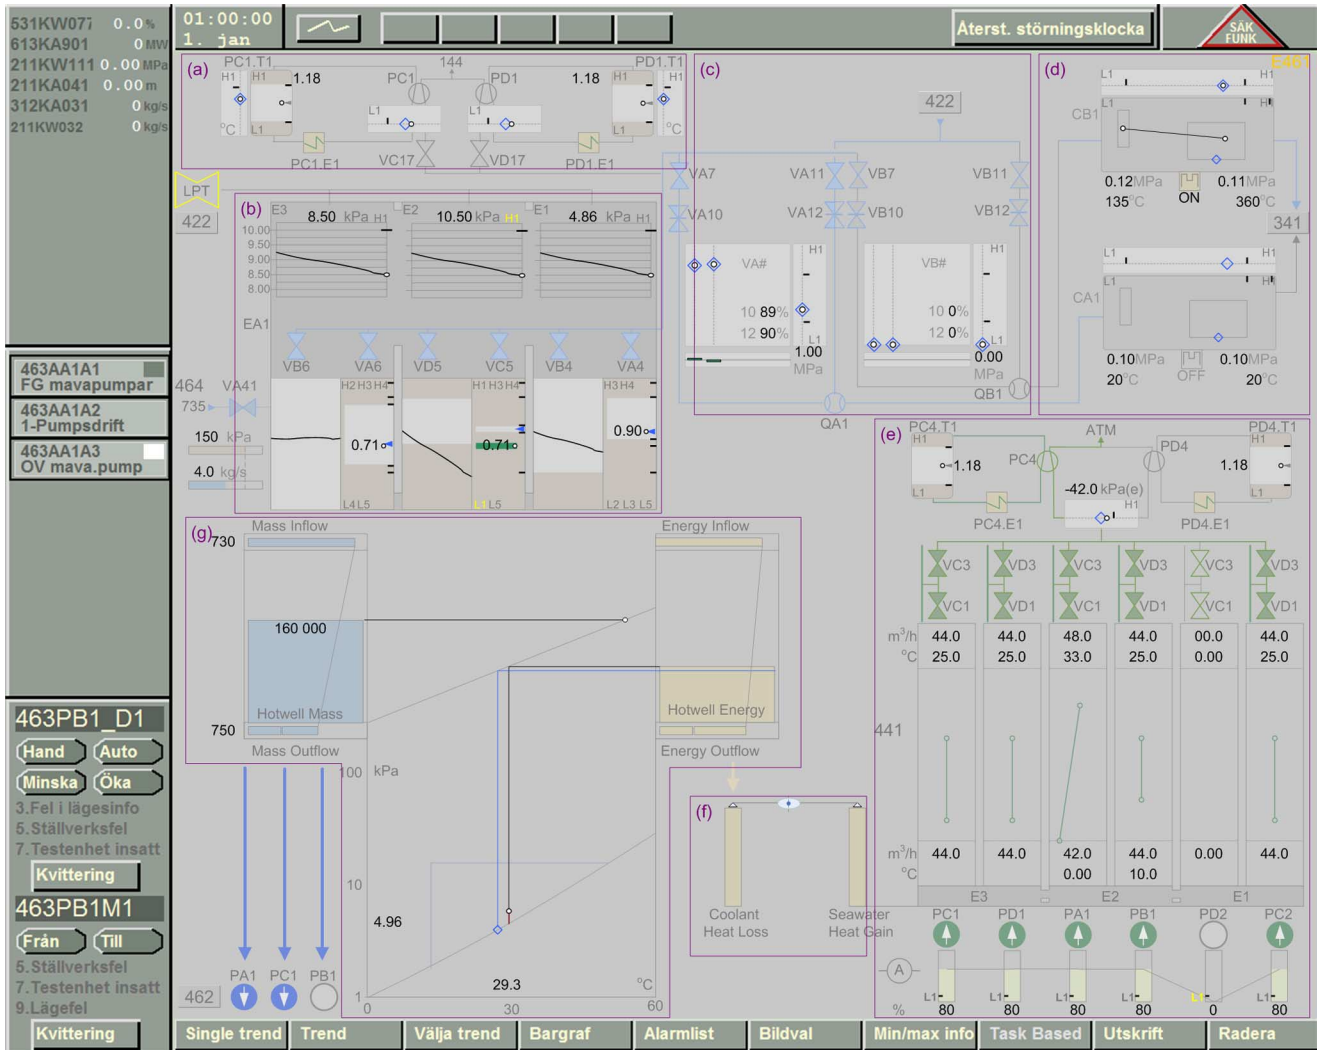 531KW077 0.0 %
613KA901 0 MW
211KW111 0.00 MPa
211KA041 0.00 m
312KA031 0 kg/s
211KW032 0 kg/s
01:00:00
1. jan
Återst. störningsklocka
SÄK
FUNK
463AA1A1
FG mavapumpar
463AA1A2
1-Pumpsdrift
463AA1A3
OV mava.pump
463PB1_D1
Hand Auto
Minska Öka
3.Fel i lägesinfo
5.Ställverksfel
7.Testenhet insatt
Kvittering
463PB1M1
Från Till
5.Ställverksfel
7.Testenhet insatt
9.Lägefel
Kvittering
(a) PC1.T1 144 PD1.T1
H1 H1 1.18 PC1 PD1 1.18 H1 H1
L1 L1
°C L1 L1 °C
PC1.E1 VC17 VD17 PD1.E1
LPT
422
(b) E3 8.50 kPa H1 E2 10.50 kPa H1 E1 4.86 kPa H1
10.00
9.50
9.00
8.50
8.00
EA1
VB6 VA6 VD5 VC5 VB4 VA4
464 VA41
735
150 kPa
4.0 kg/s
H2 H3 H4 H1 H3 H4 H3H4
0.71 0.71 0.90
L4 L5 L1 L5 L2 L3 L5
(c)
422
VA7 VA11 VB7 VB11
VA10 VA12 VB10 VB12
VA# H1 VB# H1
10 89% 10 0%
12 90% 12 0%
L1 L1
1.00 0.00
MPa MPa
QB1
QA1
(d) E461
L1 H1
L1 H1
CB1
0.12MPa 0.11MPa
135°C ON 360°C
341
L1 H1
L1 H1
CA1
0.10MPa 0.10MPa
20°C OFF 20°C
(e) PC4.T1 ATM PD4.T1
H1 PC4 PD4 H1
1.18 1.18
L1 -42.0 kPa(e) L1
H1
PC4.E1 PD4.E1
VC3 VD3 VC3 VD3 VC3 VD3
VC1 VD1 VC1 VD1 VC1 VD1
m³/h 44.0 44.0 48.0 44.0 00.0 44.0
°C 25.0 25.0 33.0 25.0 0.00 25.0
441
m³/h 44.0 44.0 42.0 44.0 0.00 44.0
°C 0.00 10.0
E3 E2 E1
PC1 PD1 PA1 PB1 PD2 PC2
A
L1 L1 L1 L1 L1 L1
% 80 80 80 80 0 80
(f)
Coolant
Heat Loss
Seawater
Heat Gain
(g) Mass Inflow Energy Inflow
730
160 000
Hotwell Mass Hotwell Energy
750
Mass Outflow Energy Outflow
100 kPa
10
4.96
29.3 °C
1
0 30 60
PA1 PC1 PB1
462
Single trend Trend Välja trend Bargraf Alarmlist Bildval Min/max info Task Based Utskrift Radera